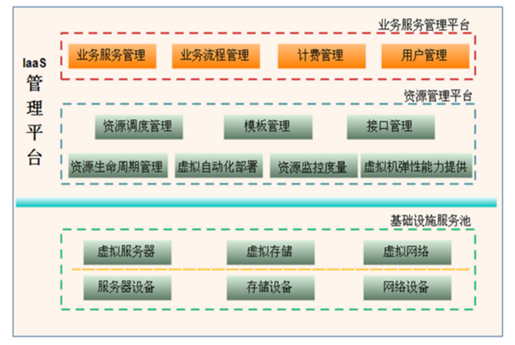 业务服务管理平台
业务服务管理
业务流程管理
计费管理
用户管理
IaaS
管
理
平
台
资源管理平台
资源调度管理
模板管理
接口管理
资源生命周期管理
虚拟自动化部署
资源监控度量
虚拟机弹性能力提供
基础设施服务池
虚拟服务器
虚拟存储
虚拟网络
服务器设备
存储设备
网络设备